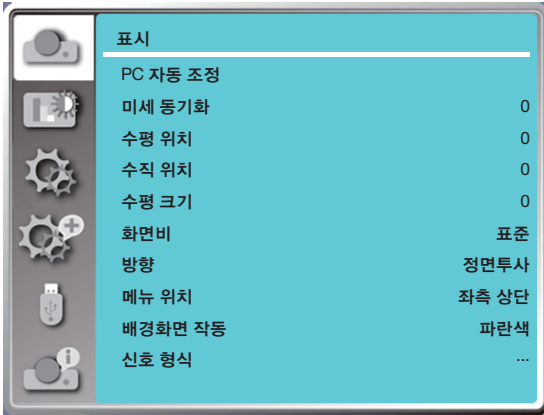 표시
PC 자동 조정
미세 동기화 0
수평 위치 0
수직 위치 0
수평 크기 0
화면비 표준
방향 정면투사
메뉴 위치 좌측 상단
배경화면 작동 파란색
신호 형식 ...